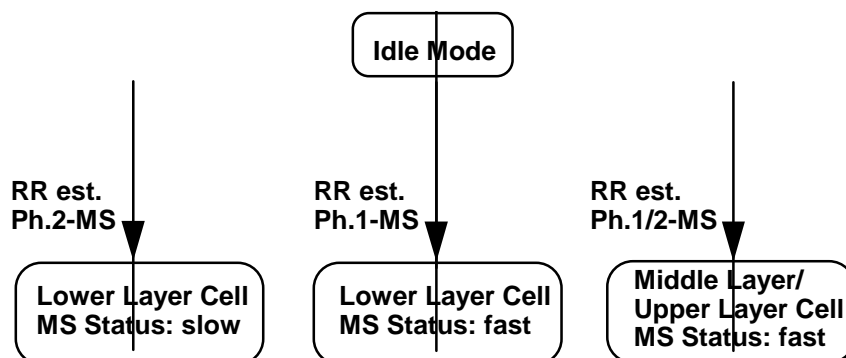 Idle Mode
RR est.
Ph.2-MS
RR est.
Ph.1-MS
RR est.
Ph.1/2-MS
Lower Layer Cell
MS Status: slow
Lower Layer Cell
MS Status: fast
Middle Layer/
Upper Layer Cell
MS Status: fast